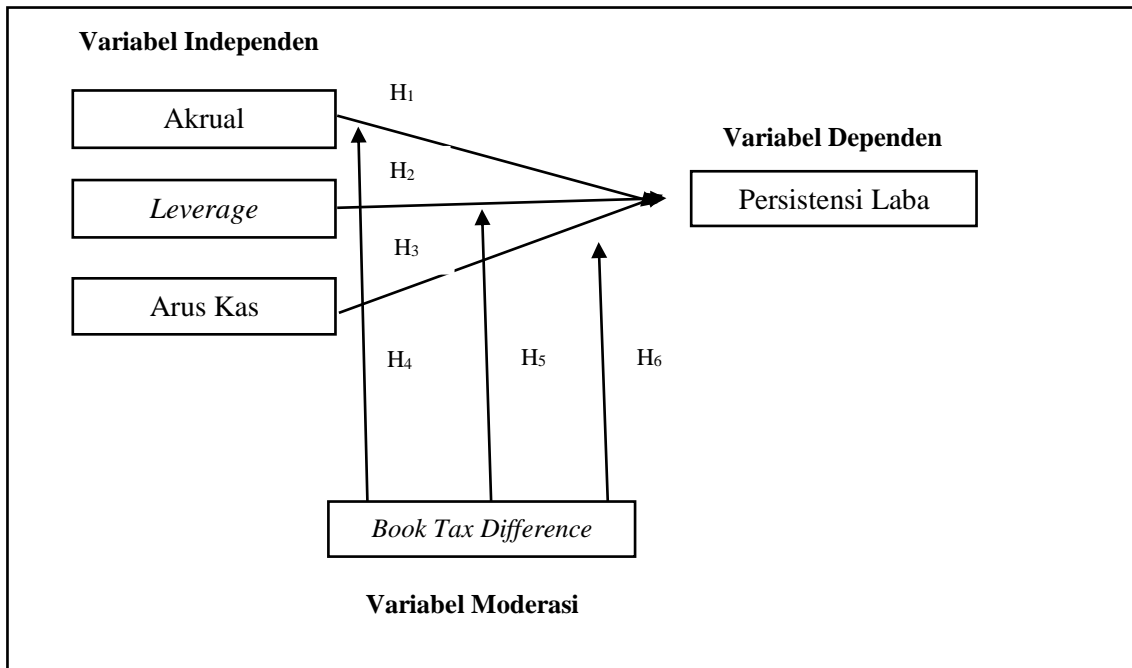 Variabel Independen
Akrual
H1
Variabel Dependen
Leverage
H2
Persistensi Laba
H3
Arus Kas
H4
H5
H6
Book Tax Difference
Variabel Moderasi